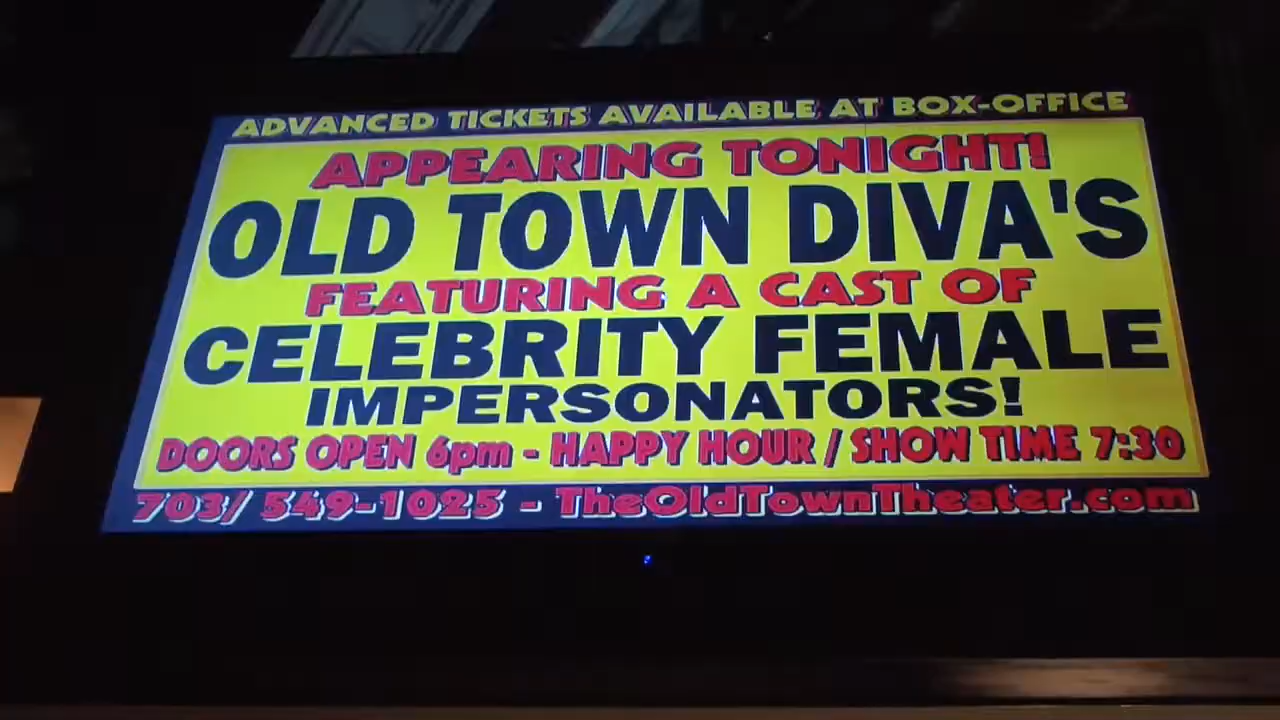 ADVANCED TICKETS AVAILABLE AT BOX-OFFICE
APPEARING TONIGHT!
OLD TOWN DIVA'S
FEATURING A CAST OF
CELEBRITY FEMALE
IMPERSONATORS!
DOORS OPEN 6pm - HAPPY HOUR / SHOW TIME 7:30
703/ 549-1025 - TheOldTownTheater.com